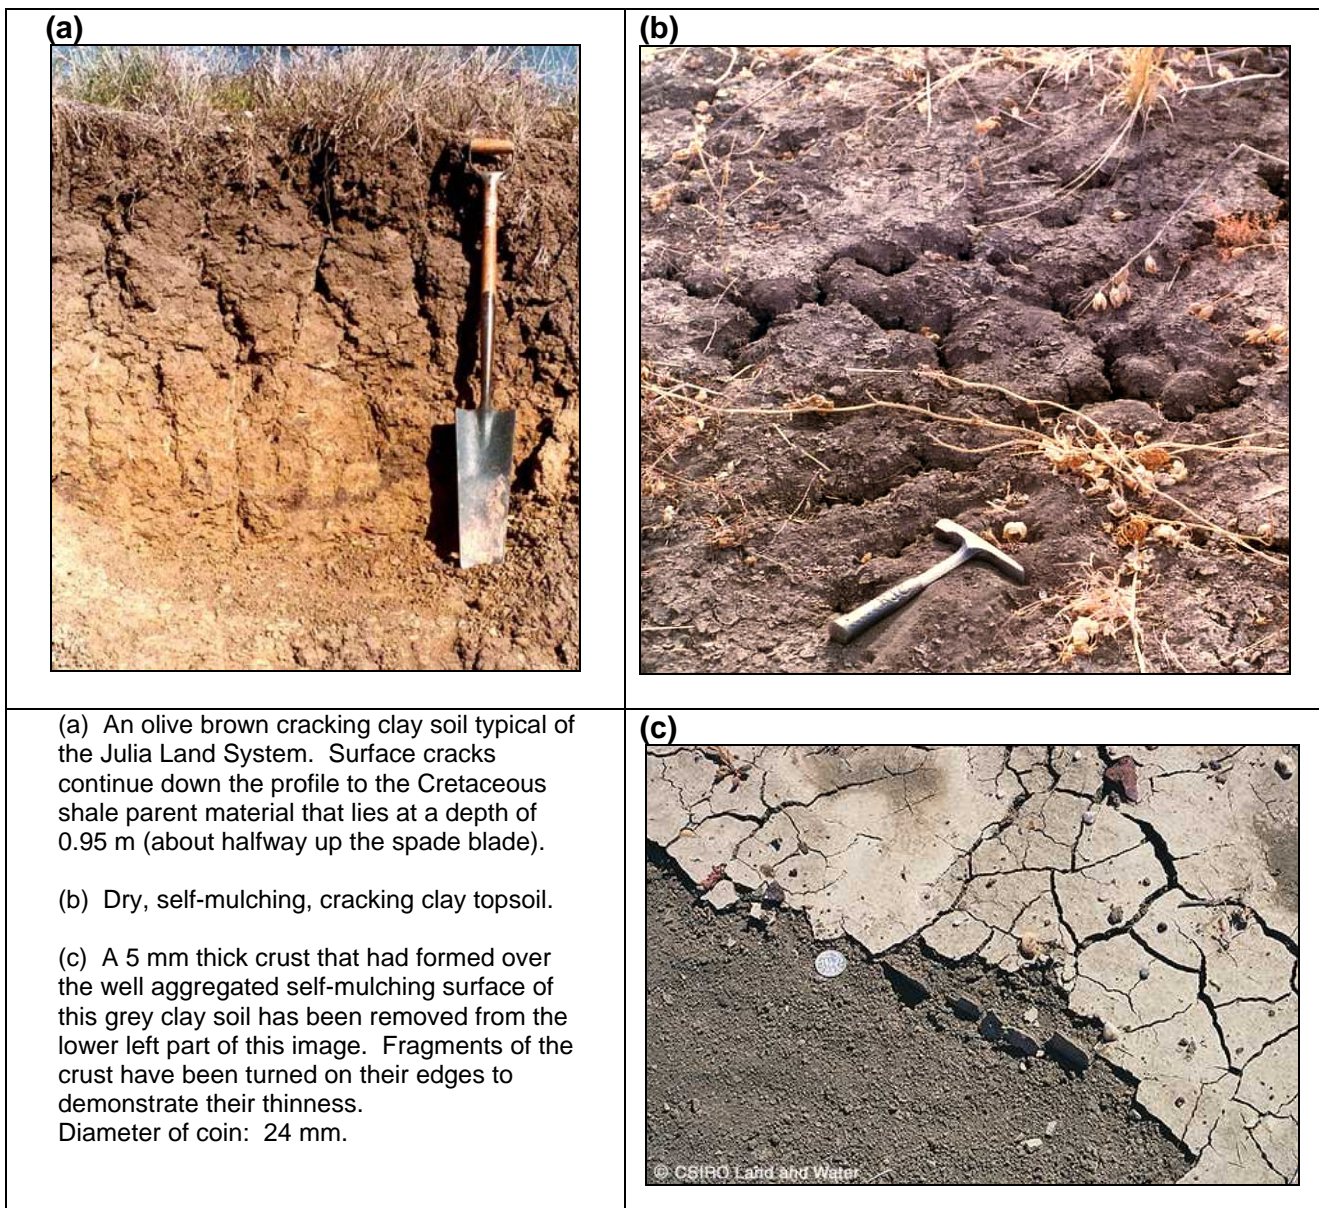 (a)
(b)
(a) An olive brown cracking clay soil typical of
the Julia Land System. Surface cracks
continue down the profile to the Cretaceous
shale parent material that lies at a depth of
0.95 m (about halfway up the spade blade).
(b) Dry, self-mulching, cracking clay topsoil.
(c) A 5 mm thick crust that had formed over
the well aggregated self-mulching surface of
this grey clay soil has been removed from the
lower left part of this image. Fragments of the
crust have been turned on their edges to
demonstrate their thinness.
Diameter of coin: 24 mm.
(c)
© CSIRO Land and Water